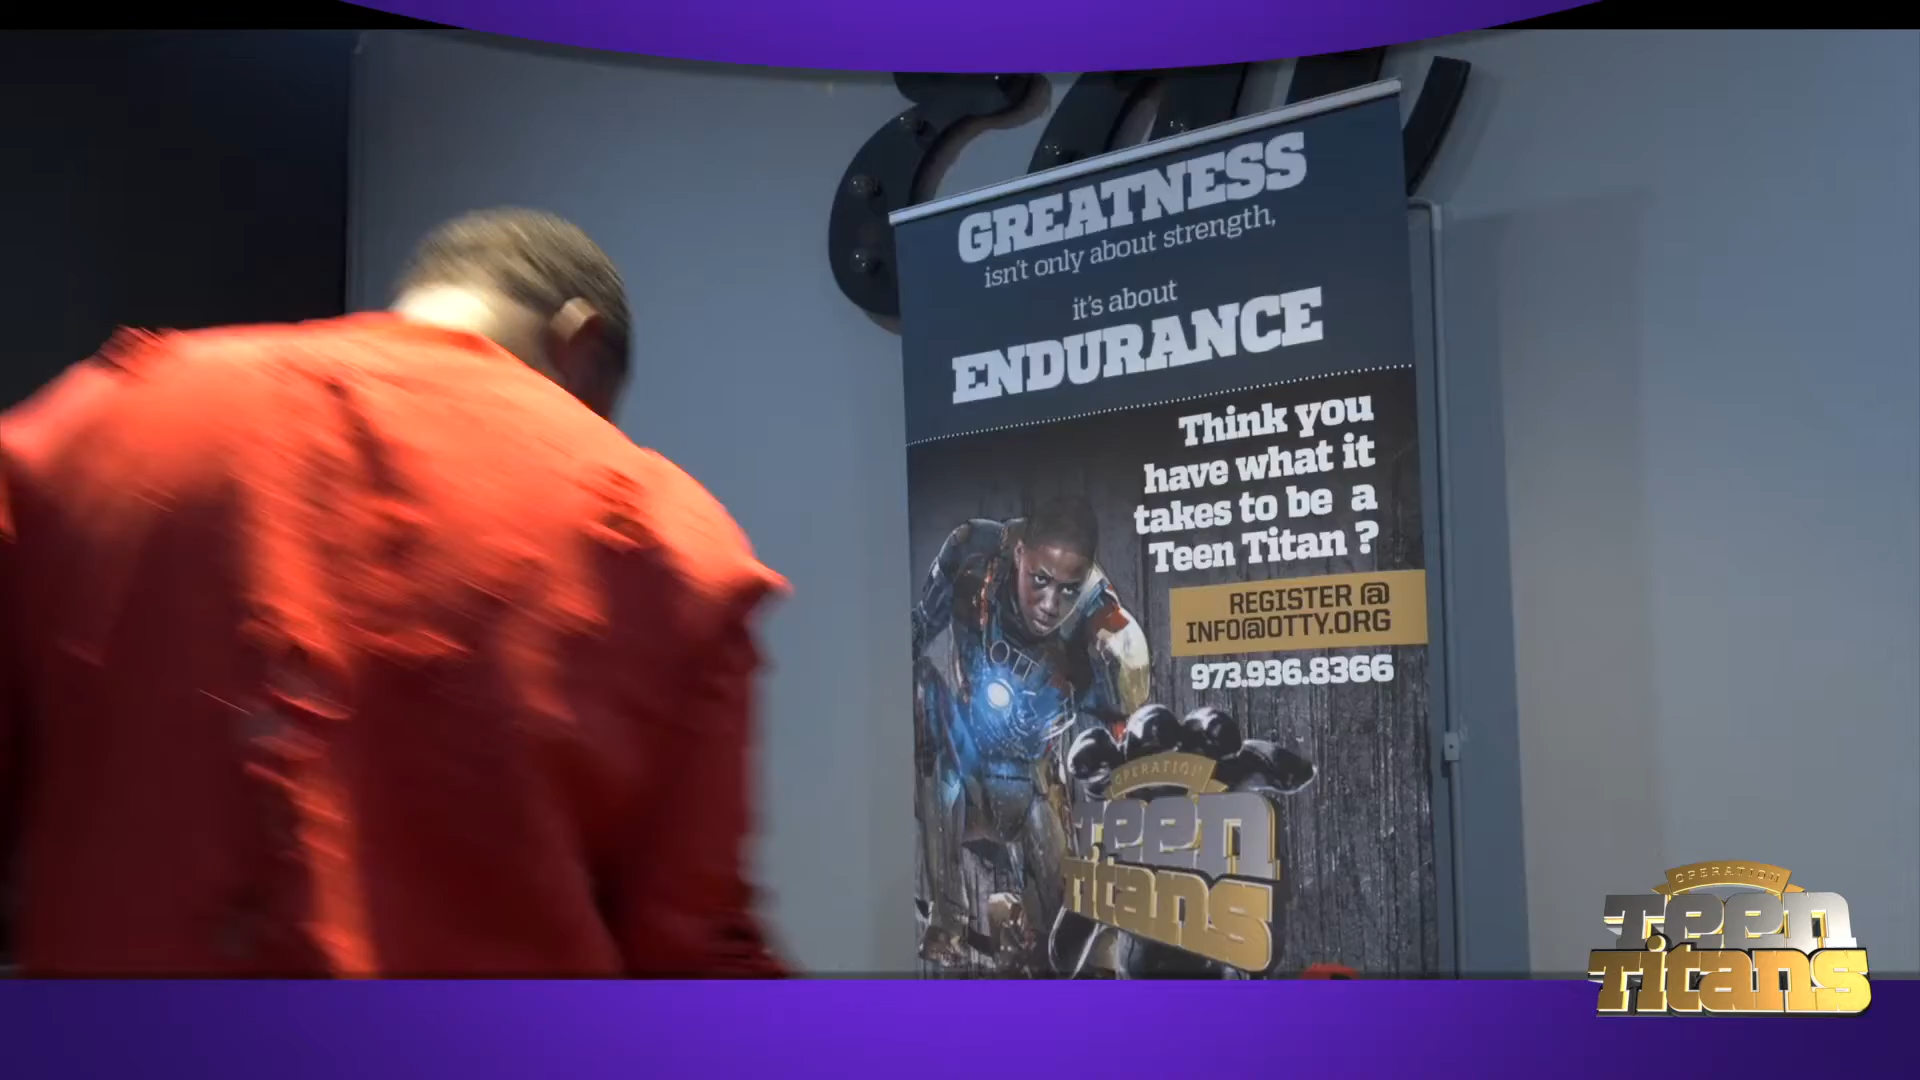 GREATNESS
isn't only about strength,
it's about
ENDURANCE
Think you
have what it
takes to be a
Teen Titan ?
REGISTER @
INFO@OTTY.ORG
973.936.8366
OTT
OPERATION
Teen
Titans
OPERATION
Teen
Titans